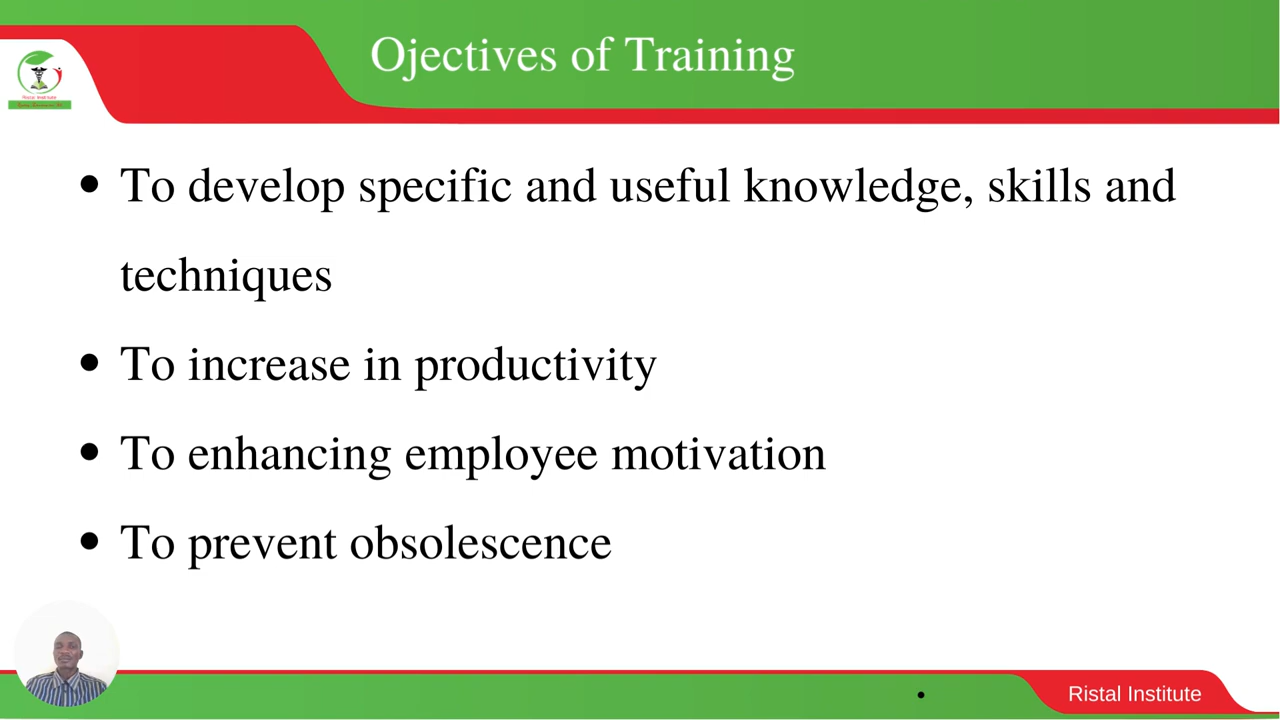 Ojectives of Training
• To develop specific and useful knowledge, skills and
techniques
• To increase in productivity
• To enhancing employee motivation
• To prevent obsolescence
•
Ristal Institute